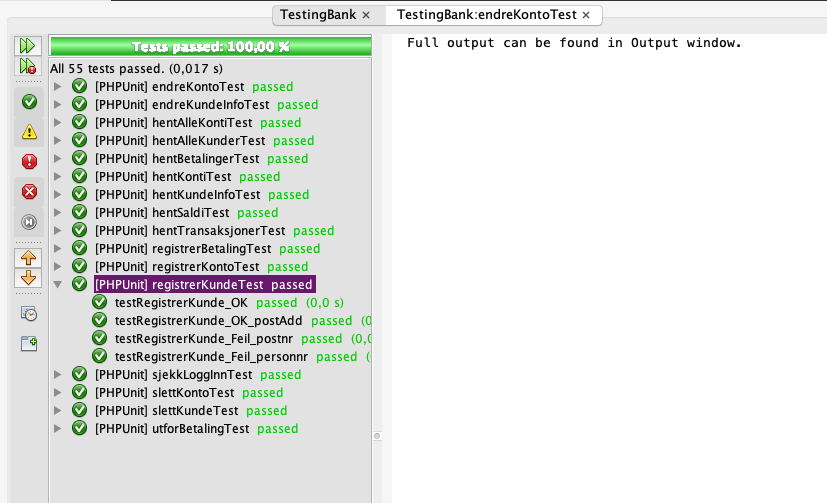 TestingBank × TestingBank:endreKontoTest ×
Tests passed: 100,00 %
Full output can be found in Output window.
All 55 tests passed. (0,017 s)
[PHPUnit] endreKontoTest passed
[PHPUnit] endreKundeInfoTest passed
[PHPUnit] hentAlleKontiTest passed
[PHPUnit] hentAlleKunderTest passed
[PHPUnit] hentBetalingerTest passed
[PHPUnit] hentKontiTest passed
[PHPUnit] hentKundeInfoTest passed
[PHPUnit] hentSaldiTest passed
[PHPUnit] hentTransaksjonerTest passed
[PHPUnit] registrerBetalingTest passed
[PHPUnit] registrerKontoTest passed
[PHPUnit] registrerKundeTest passed
testRegistrerKunde_OK passed (0,0 s)
testRegistrerKunde_OK_postAdd passed (0
testRegistrerKunde_Feil_postnr passed (0,0
testRegistrerKunde_Feil_personnr passed (
[PHPUnit] sjekkLoggInnTest passed
[PHPUnit] slettKontoTest passed
[PHPUnit] slettKundeTest passed
[PHPUnit] utforBetalingTest passed